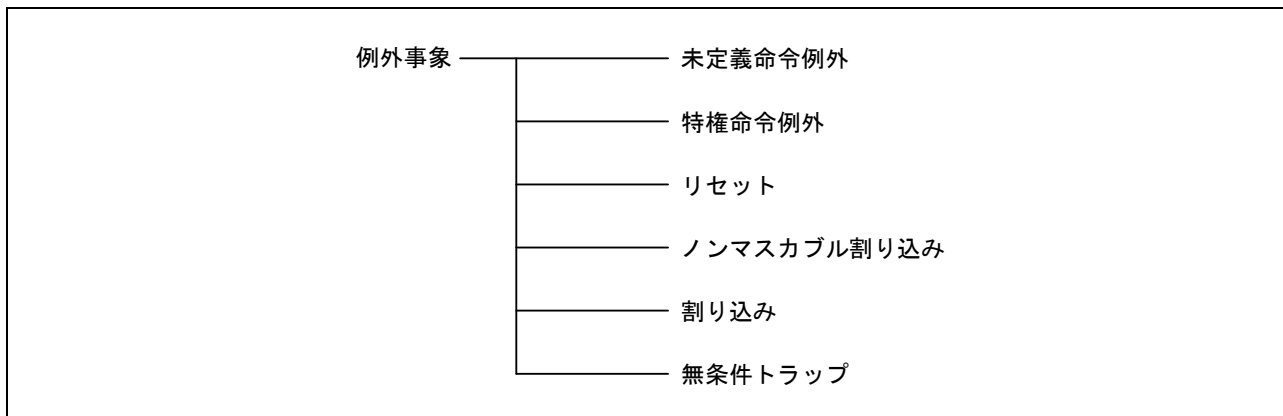 例外事象
未定義命令例外
特権命令例外
リセット
ノンマスカブル割り込み
割り込み
無条件トラップ